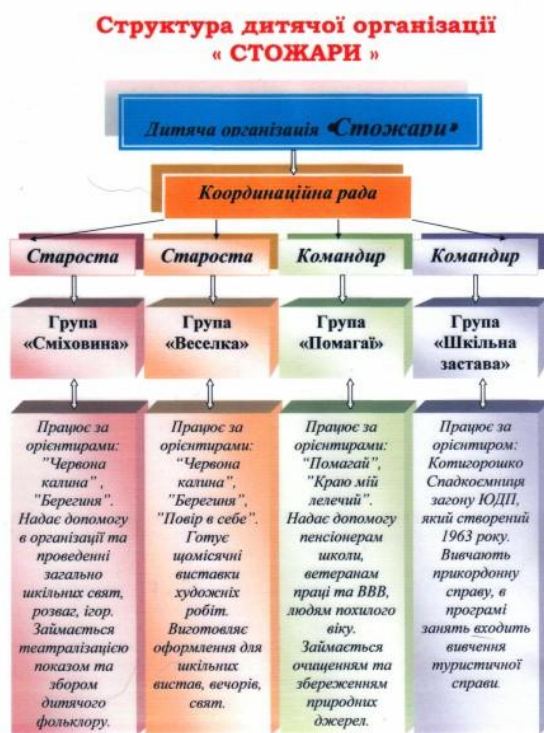 Структура дитячої організації
« СТОЖАРИ »
Дитяча організація «Стожари»
Координаційна рада
Староста
Староста
Командир
Командир
Група
«Сміховина»
Група
«Веселка»
Група
«Помагаї»
Група
«Шкільна
застава»
Працює за
орієнтирами:
”Червона
калина” ,
”Берегиня”.
Надає допомогу
в організації та
проведенні
загально
шкільних свят,
розваг, ігор.
Займається
театралізацією
показом та
збором
дитячого
фольклору.
Працює за
орієнтирами:
“Червона
калина”,
”Берегиня”,
”Повір в себе”.
Готує
щомісячні
виставки
художніх
робіт.
Виготовляє
оформлення для
шкільних
вистав, вечорів,
свят.
Працює за
орієнтирами:
”Помагай”,
”Краю мій
лелечий”.
Надає допомогу
пенсіонерам
школи,
ветеранам
праці та ВВВ,
людям похилого
віку.
Займається
очищенням та
збереженням
природних
джерел.
Працює за
орієнтиром:
Котигорошко
Спадкоємниця
загону ЮДП,
який створений
1963 року.
Вивчають
прикордонну
справу, в
програмі
занять входить
вивчення
туристичної
справи.